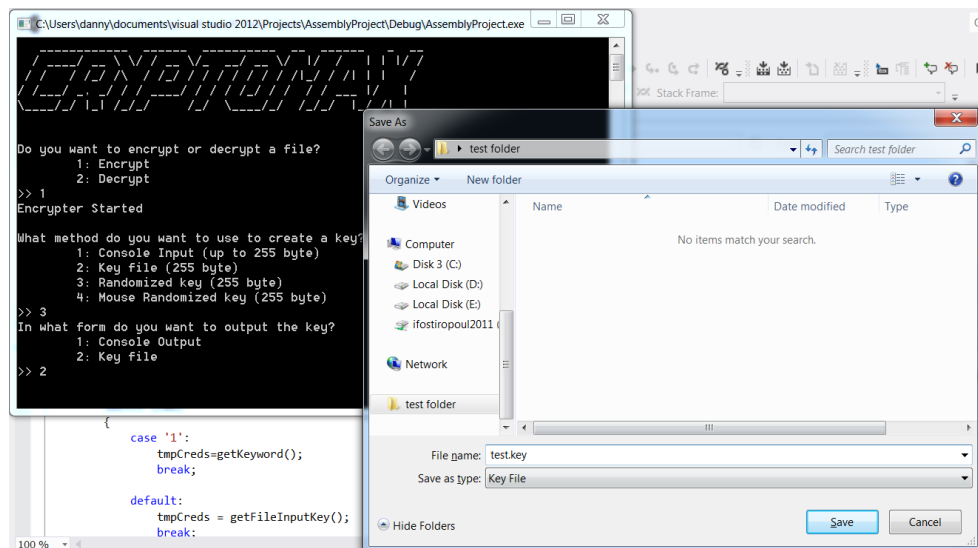 C:\Users\danny\documents\visual studio 2012\Projects\AssemblyProject\Debug\AssemblyProject.exe
Do you want to encrypt or decrypt a file?
1: Encrypt
2: Decrypt
>> 1
Encrypter Started
What method do you want to use to create a key?
1: Console Input (up to 255 byte)
2: Key file (255 byte)
3: Randomized key (255 byte)
4: Mouse Randomized key (255 byte)
>> 3
In what form do you want to output the key?
1: Console Output
2: Key file
>> 2
Stack Frame:
Save As
test folder
Search test folder
Organize
New folder
Videos
Computer
Disk 3 (C:)
Local Disk (D:)
Local Disk (E:)
ifostiropoul2011 (
Network
test folder
Name
Date modified
Type
No items match your search.
File name: test.key
Save as type: Key File
Hide Folders
Save
Cancel
{
case '1':
tmpCreds=getKeyword();
break;
default:
tmpCreds = getFileInputKey();
break;
100 %